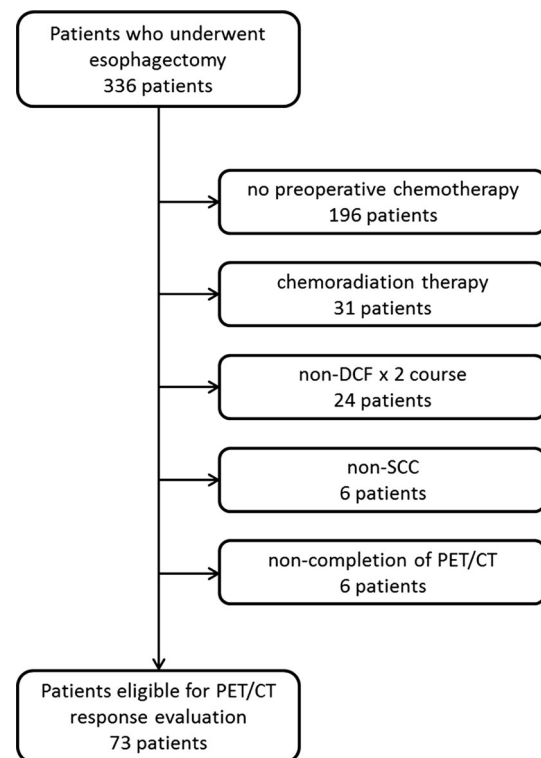 Patients who underwent
esophagectomy
336 patients
no preoperative chemotherapy
196 patients
chemoradiation therapy
31 patients
non-DCF x 2 course
24 patients
non-SCC
6 patients
non-completion of PET/CT
6 patients
Patients eligible for PET/CT
response evaluation
73 patients